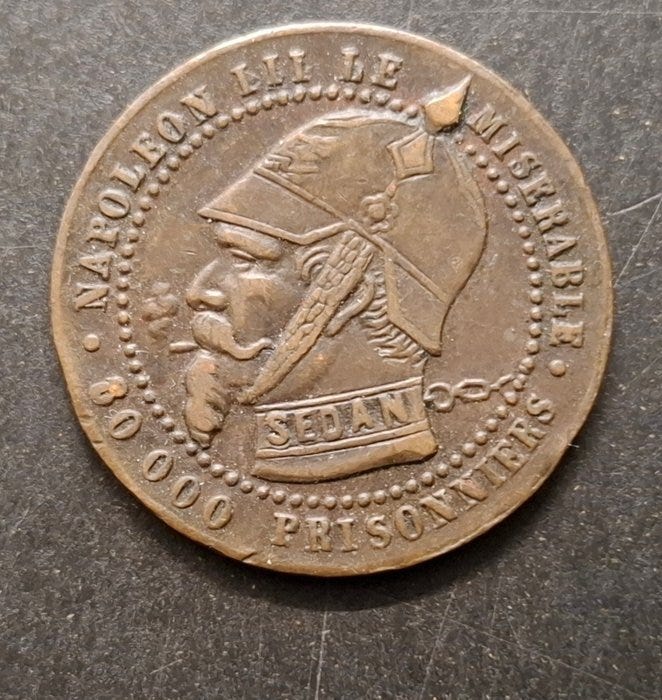 · NAPOLEON III LE MISERABLE ·
80 000 PRISONNIERS
SEDAN